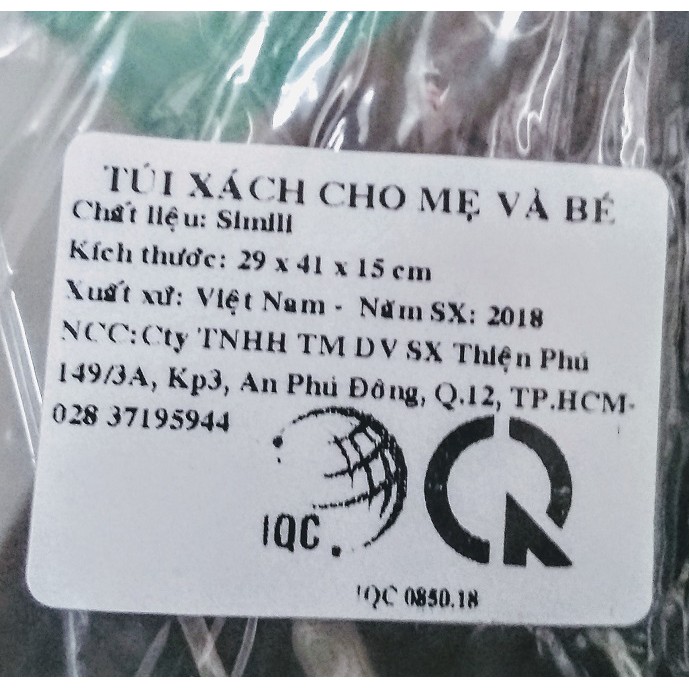 TÚI XÁCH CHO MẸ VÀ BÉ
Chất liệu: Simili
Kích thước: 29 x 41 x 15 cm
Xuất xứ: Việt Nam - Năm SX: 2018
NCC:Cty TNHH TM DV SX Thiện Phú
149/3A, Kp3, An Phú Đông, Q.12, TP.HCM-
028 37195944
IQC
IQC 0850.18